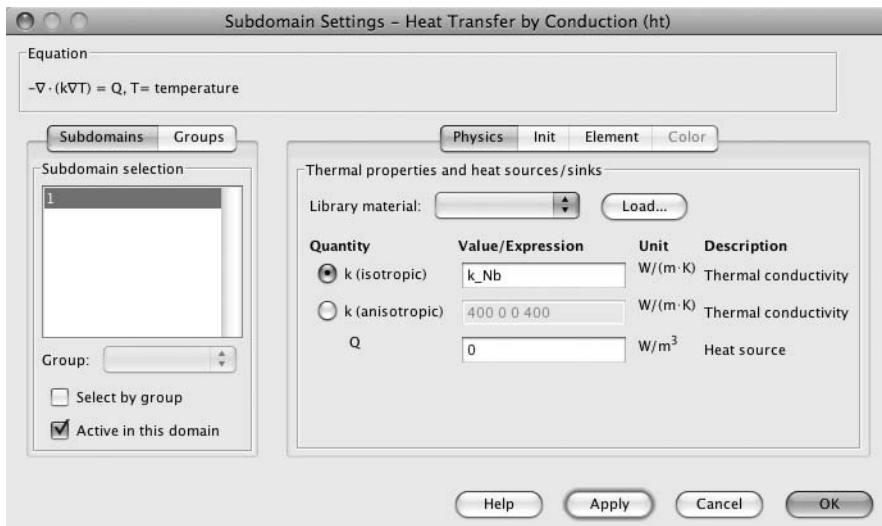 Subdomain Settings – Heat Transfer by Conduction (ht)
Equation
-∇·(k∇T) = Q, T= temperature
Subdomains Groups
Subdomain selection
1
Group:
Select by group
Active in this domain
Physics Init Element Color
Thermal properties and heat sources/sinks
Library material: Load...
Quantity Value/Expression Unit Description
k (isotropic) k_Nb W/(m·K) Thermal conductivity
k (anisotropic) 400 0 0 400 W/(m·K) Thermal conductivity
Q 0 W/m³ Heat source
Help Apply Cancel OK